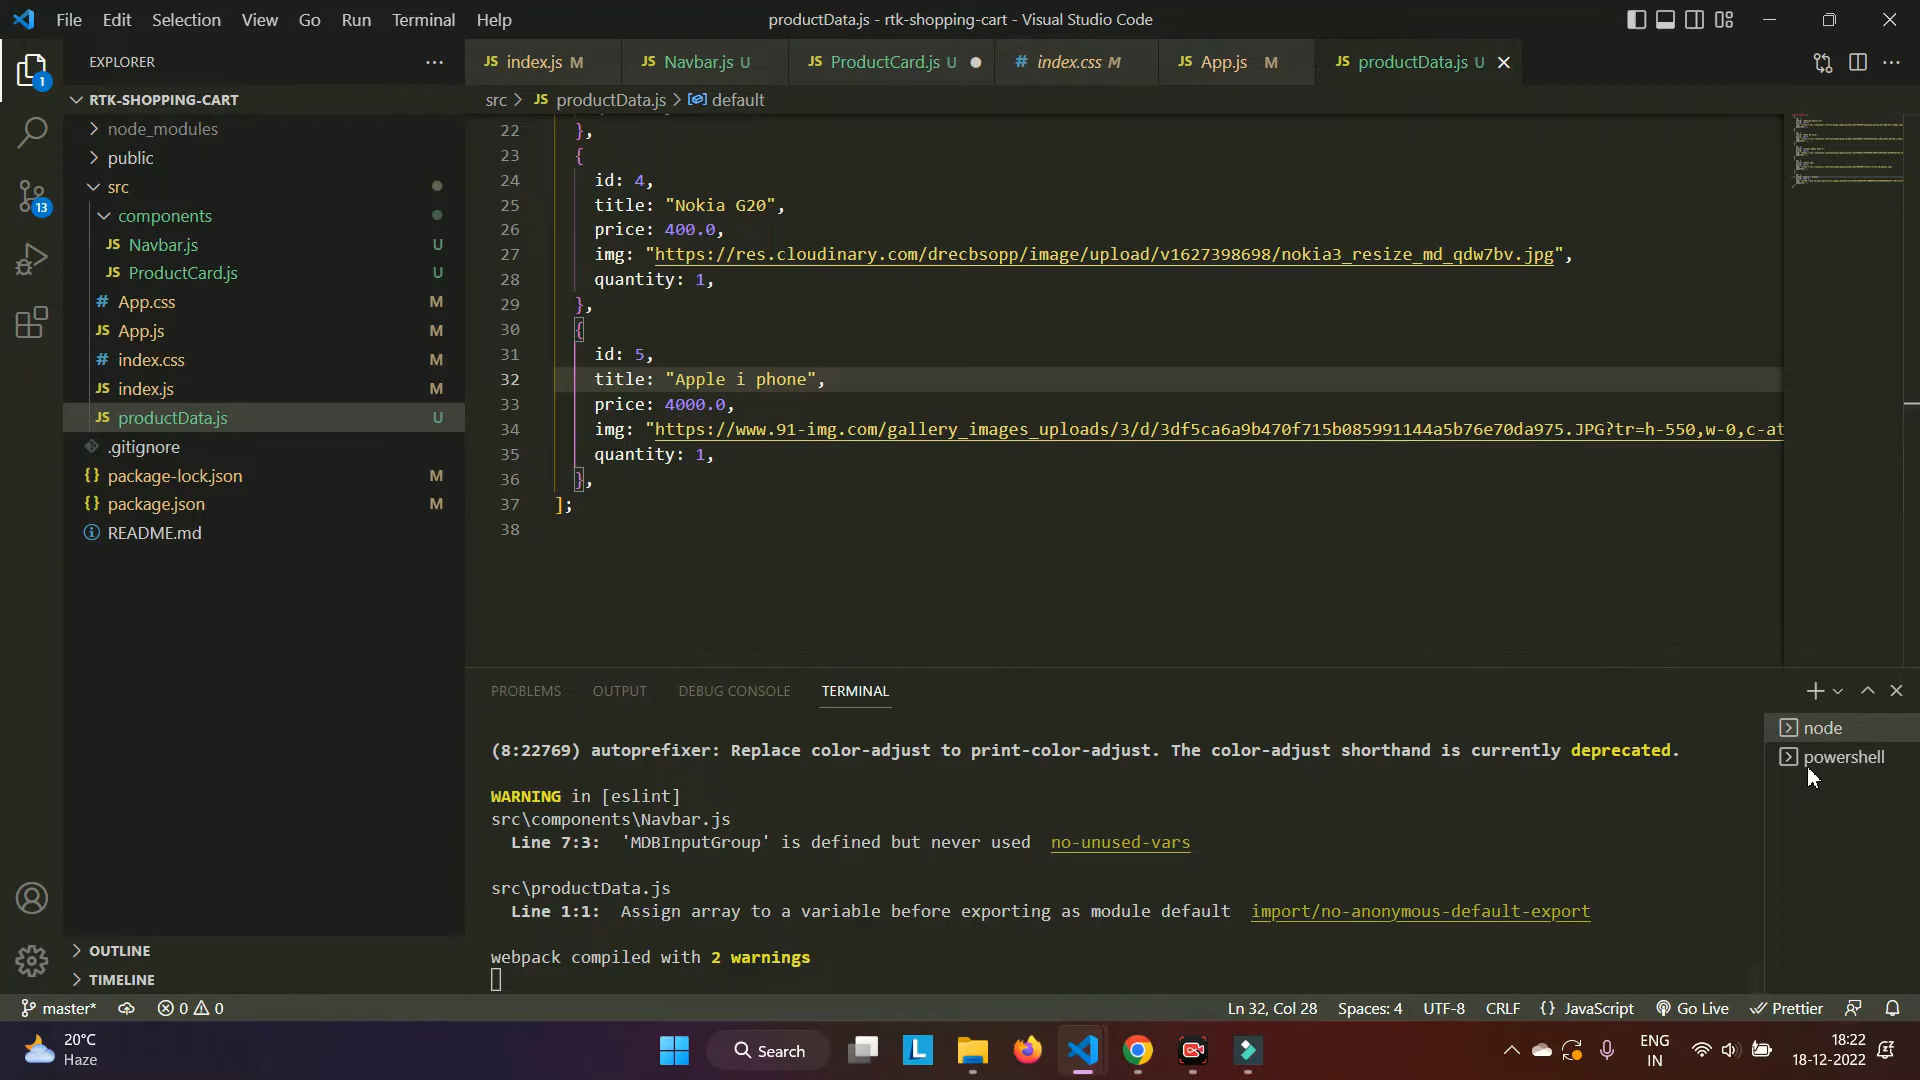 File Edit Selection View Go Run Terminal Help
productData.js - rtk-shopping-cart - Visual Studio Code
EXPLORER
1
JS index.js M
JS Navbar.js U
JS ProductCard.js U
# index.css M
JS App.js M
JS productData.js U
RTK-SHOPPING-CART
node_modules
public
src
components
JS Navbar.js U
JS ProductCard.js U
# App.css M
JS App.js M
# index.css M
JS index.js M
JS productData.js U
.gitignore
{} package-lock.json M
{} package.json M
README.md
13
OUTLINE
TIMELINE
src > JS productData.js > default
22 },
23 {
24 id: 4,
25 title: "Nokia G20",
26 price: 400.0,
27 img: "https://res.cloudinary.com/drecbsopp/image/upload/v1627398698/nokia3_resize_md_qdw7bv.jpg",
28 quantity: 1,
29 },
30 {
31 id: 5,
32 title: "Apple i phone",
33 price: 4000.0,
34 img: "https://www.91-img.com/gallery_images_uploads/3/d/3df5ca6a9b470f715b085991144a5b76e70da975.JPG?tr=h-550,w-0,c-at
35 quantity: 1,
36 },
37 ];
38
PROBLEMS OUTPUT DEBUG CONSOLE TERMINAL
node
powershell
(8:22769) autoprefixer: Replace color-adjust to print-color-adjust. The color-adjust shorthand is currently deprecated.
WARNING in [eslint]
src\components\Navbar.js
Line 7:3: 'MDBInputGroup' is defined but never used no-unused-vars
src\productData.js
Line 1:1: Assign array to a variable before exporting as module default import/no-anonymous-default-export
webpack compiled with 2 warnings
master* 0 0
Ln 32, Col 28 Spaces: 4 UTF-8 CRLF {} JavaScript Go Live Prettier
20°C
Haze
Search
L
ENG
IN
18:22
18-12-2022